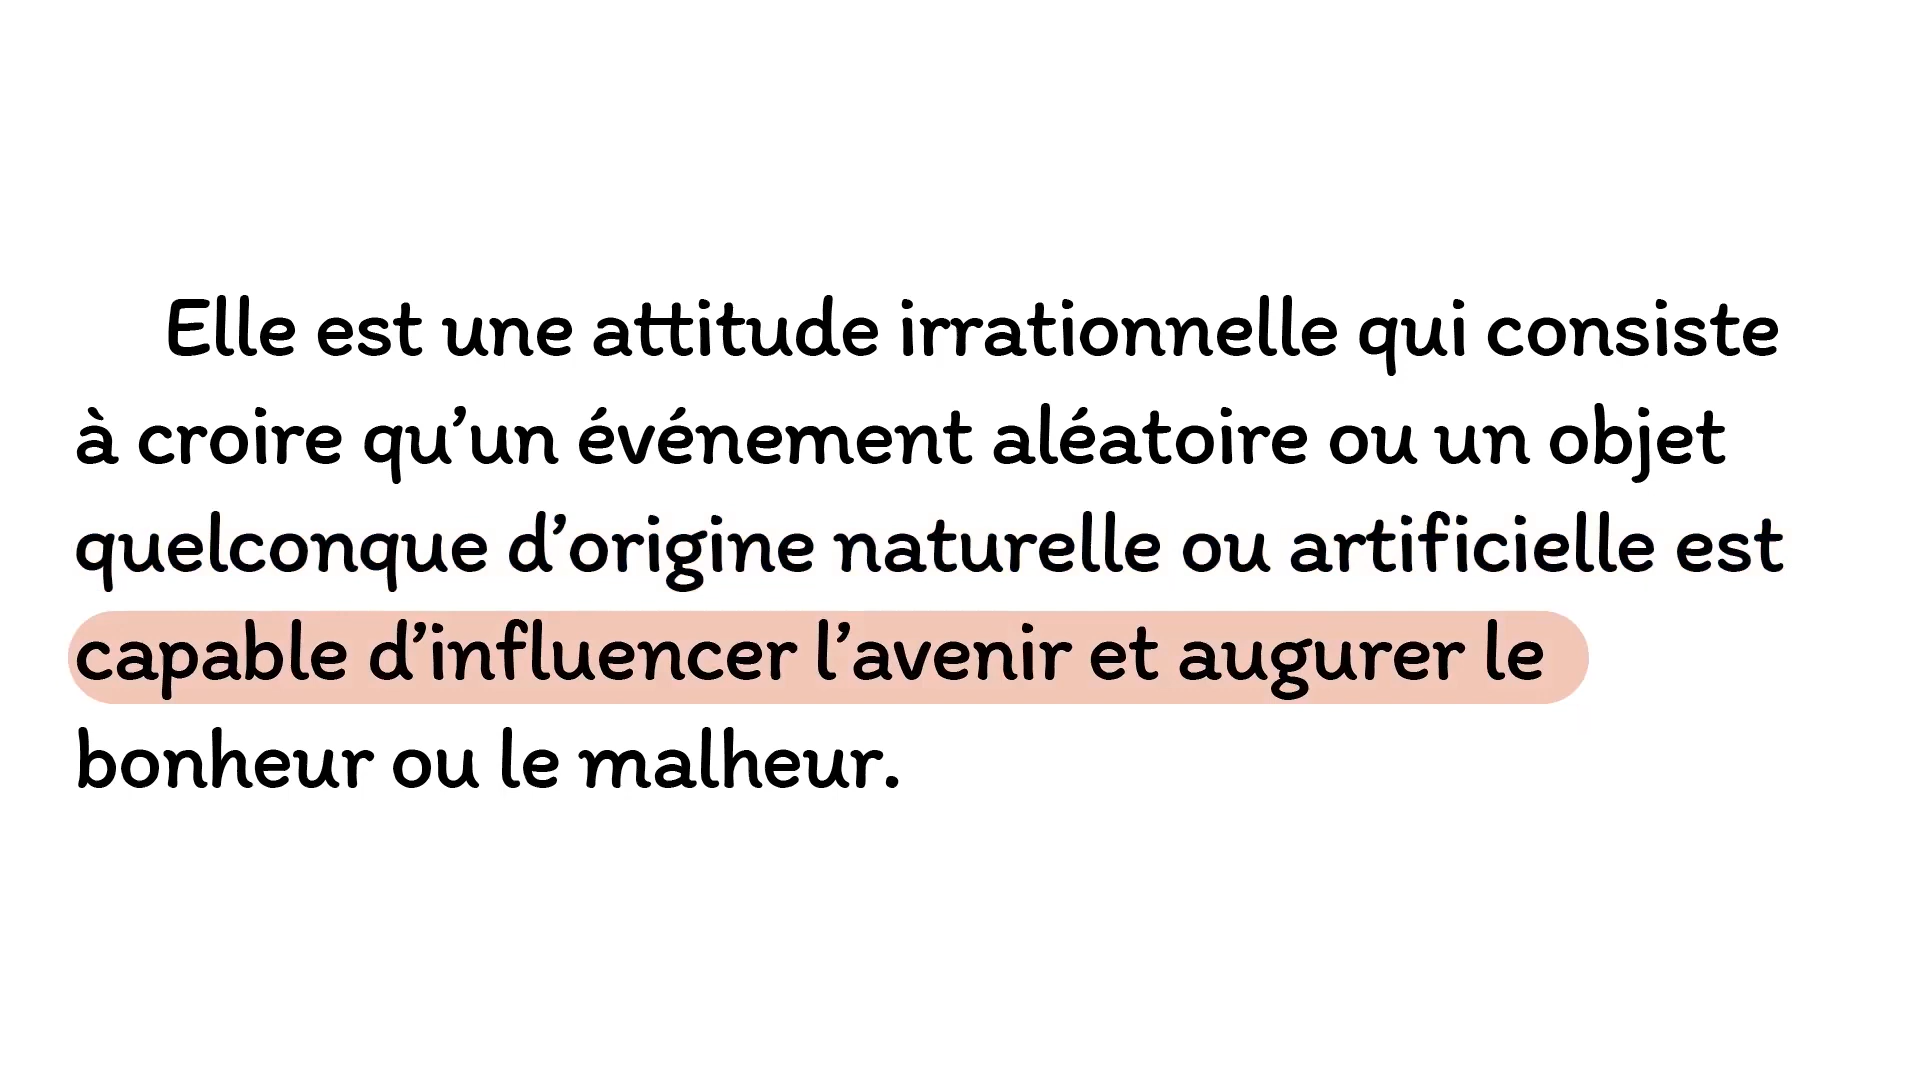 Elle est une attitude irrationnelle qui consiste
à croire qu’un événement aléatoire ou un objet
quelconque d’origine naturelle ou artificielle est
capable d’influencer l’avenir et augurer le
bonheur ou le malheur.